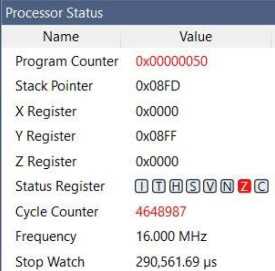 Processor Status
Name Value
Program Counter 0x00000050
Stack Pointer 0x08FD
X Register 0x0000
Y Register 0x08FF
Z Register 0x0000
Status Register I T H S V N Z C
Cycle Counter 4648987
Frequency 16.000 MHz
Stop Watch 290,561.69 µs